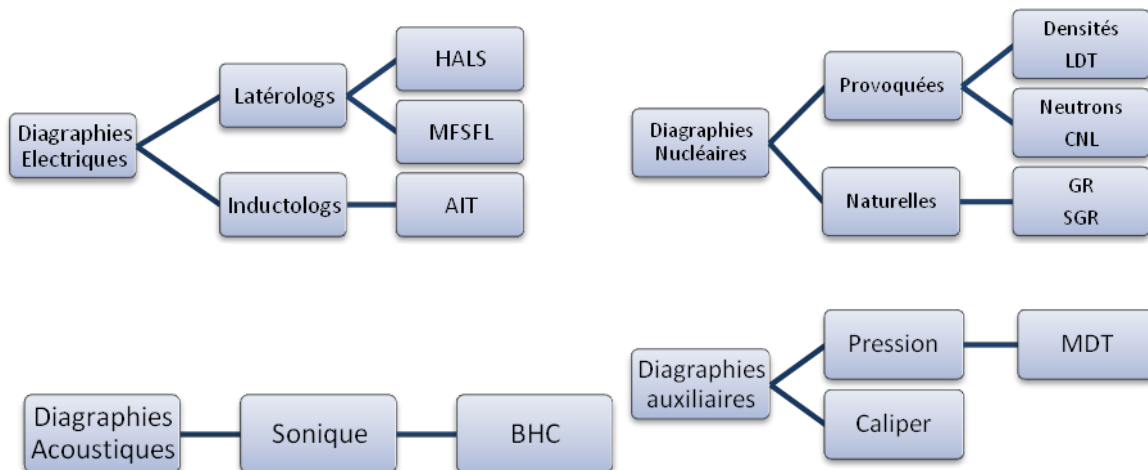 Diagraphies
Electriques
Latérologs
HALS
MFSFL
Inductologs
AIT
Diagraphies
Nucléaires
Provoquées
Densités
LDT
Neutrons
CNL
Naturelles
GR
SGR
Diagraphies
Acoustiques
Sonique
BHC
Diagraphies
auxiliaires
Pression
MDT
Caliper